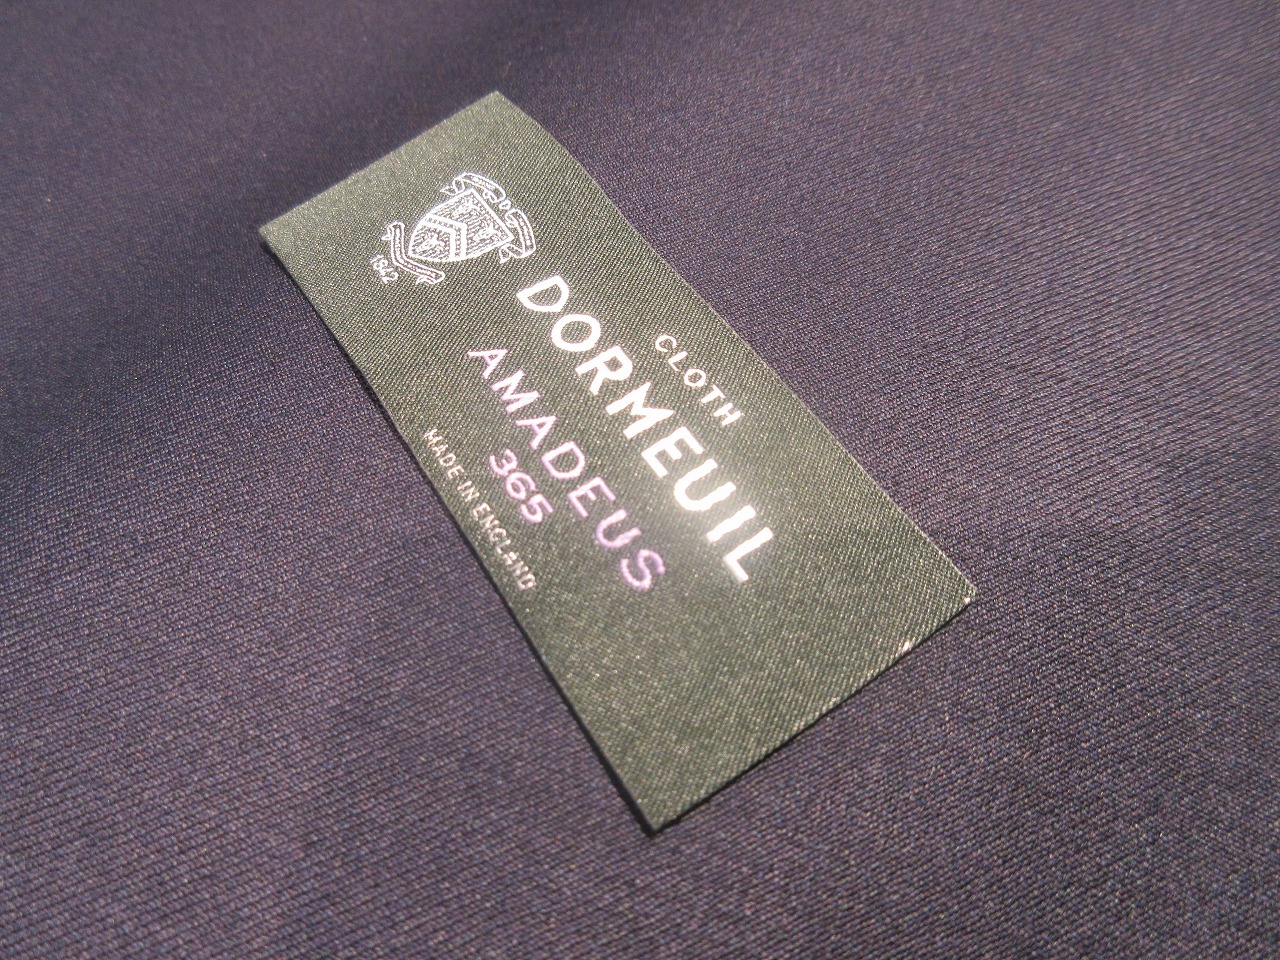 1842
CLOTH
DORMEUIL
AMADEUS
365
MADE IN ENGLAND